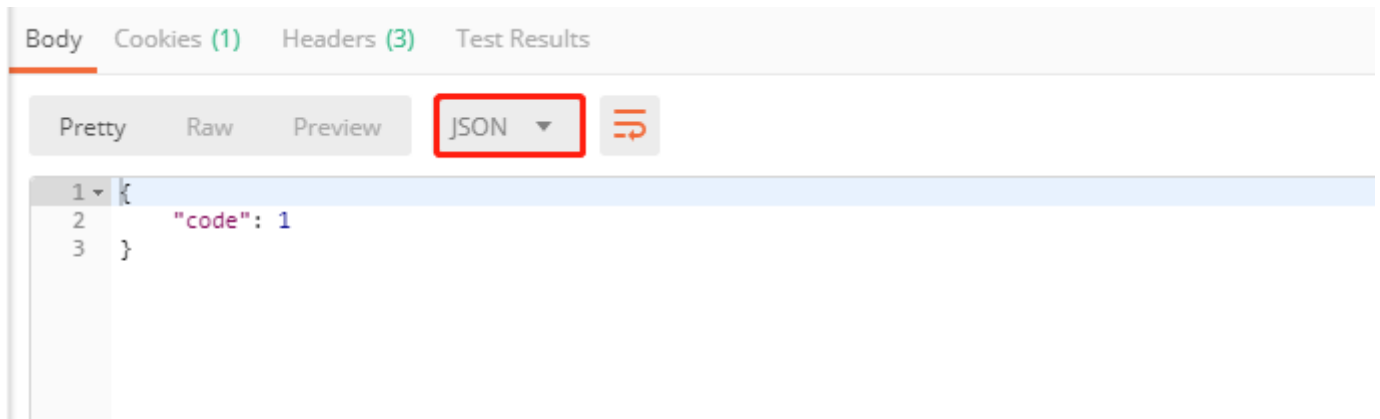 Body Cookies (1) Headers (3) Test Results
Pretty Raw Preview JSON
1 {
2 "code": 1
3 }